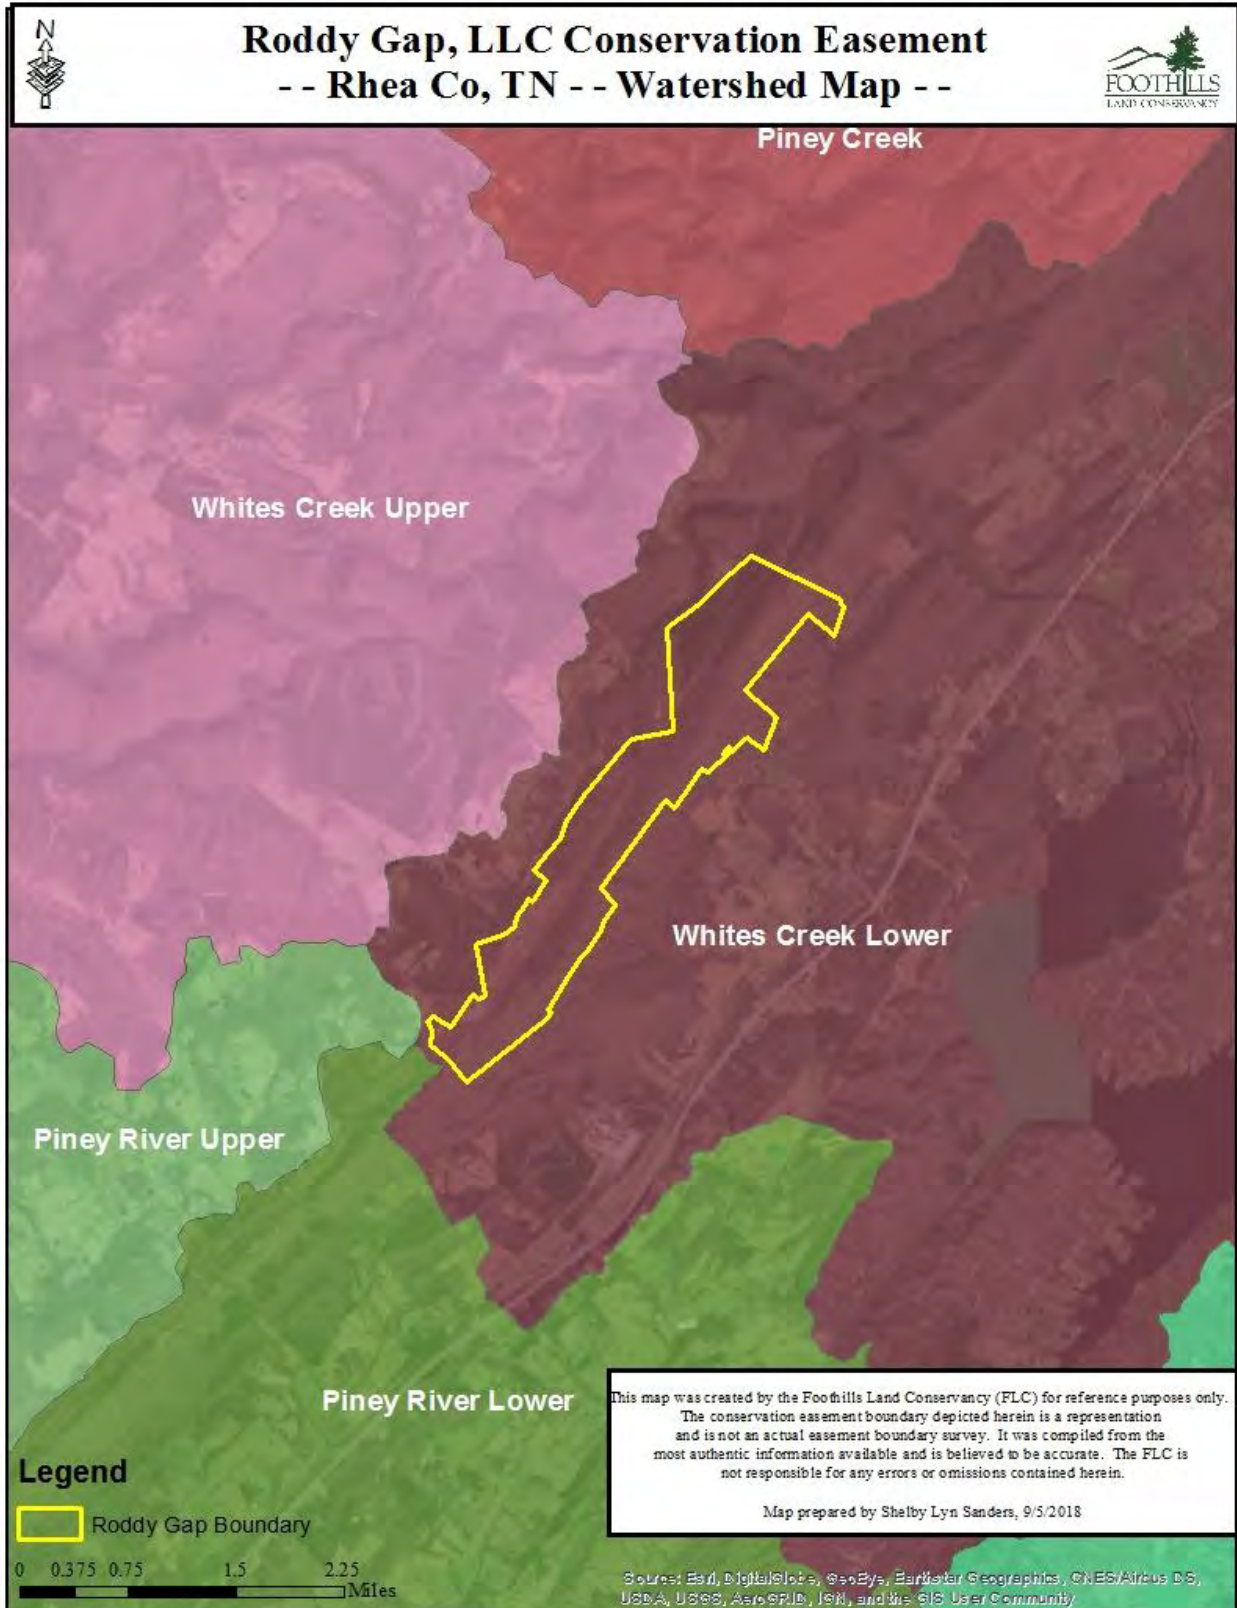 N
Roddy Gap, LLC Conservation Easement
- - Rhea Co, TN - - Watershed Map - -
FOOTHILLS
LAND CONSERVANCY
Piney Creek
Whites Creek Upper
Whites Creek Lower
Piney River Upper
Piney River Lower
This map was created by the Foothills Land Conservancy (FLC) for reference purposes only.
The conservation easement boundary depicted herein is a representation
and is not an actual easement boundary survey. It was compiled from the
most authentic information available and is believed to be accurate. The FLC is
not responsible for any errors or omissions contained herein.
Map prepared by Shelby Lyn Sanders, 9/5/2018
Legend
Roddy Gap Boundary
0 0.375 0.75 1.5 2.25
Miles
Source: Esri, DigitalGlobe, GeoEye, Earthstar Geographics, CNES/Airbus DS,
USDA, USGS, AeroGRID, IGN, and the GIS User Community